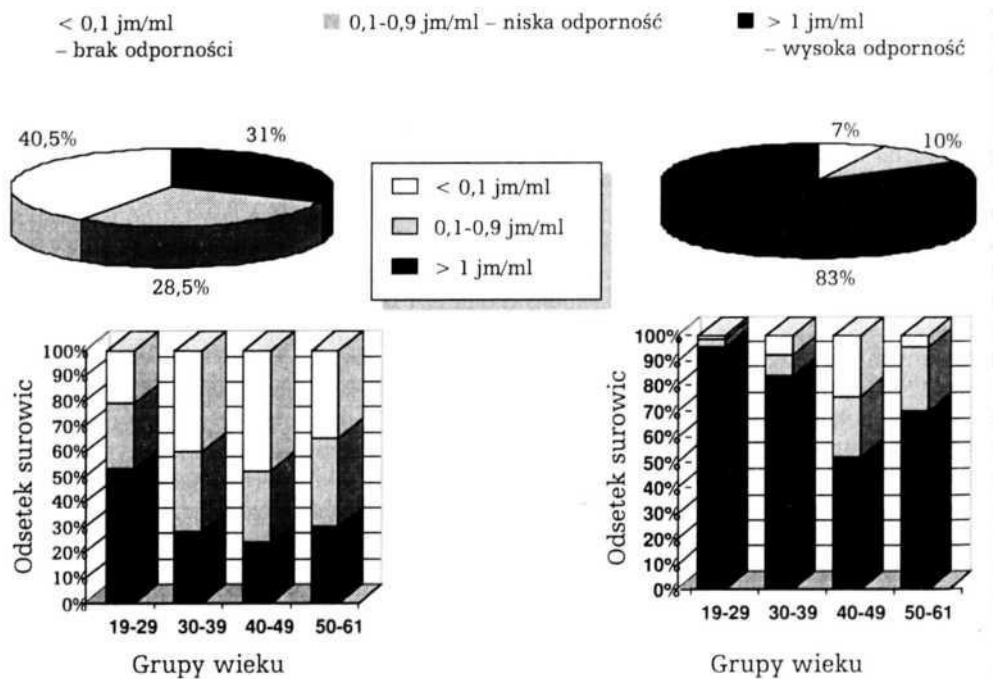 < 0,1 jm/ml
– brak odporności
0,1-0,9 jm/ml – niska odporność
> 1 jm/ml
– wysoka odporność
40,5%
31%
28,5%
< 0,1 jm/ml
0,1-0,9 jm/ml
> 1 jm/ml
7%
10%
83%
Odsetek surowic
100%
90%
80%
70%
60%
50%
40%
30%
20%
10%
0%
19-29 30-39 40-49 50-61
Grupy wieku
Odsetek surowic
100%
90%
80%
70%
60%
50%
40%
30%
20%
10%
0%
19-29 30-39 40-49 50-61
Grupy wieku